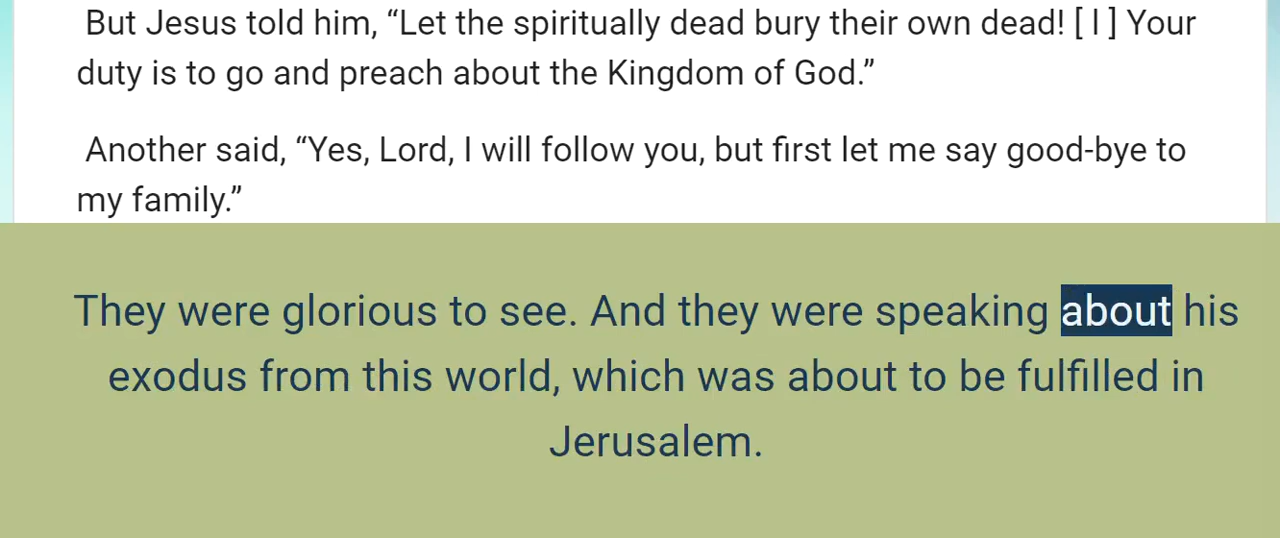 But Jesus told him, “Let the spiritually dead bury their own dead! [ l ] Your
duty is to go and preach about the Kingdom of God.”
Another said, “Yes, Lord, I will follow you, but first let me say good-bye to
my family.”
They were glorious to see. And they were speaking about his
exodus from this world, which was about to be fulfilled in
Jerusalem.